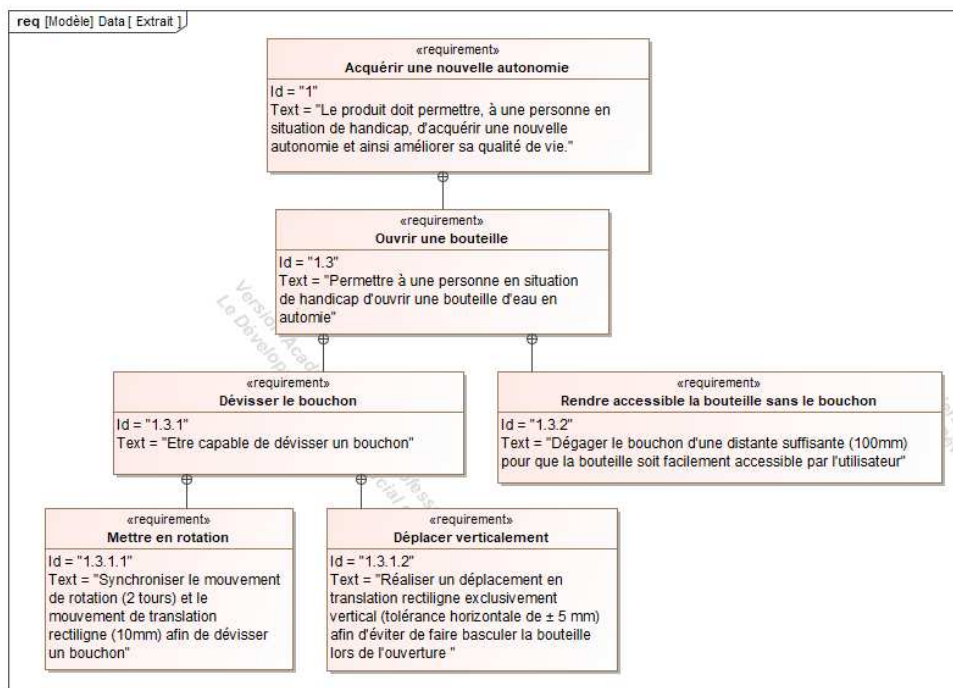 req [Modèle] Data [ Extrait ]
«requirement»
Acquérir une nouvelle autonomie
Id = "1"
Text = "Le produit doit permettre, à une personne en
situation de handicap, d'acquérir une nouvelle
autonomie et ainsi améliorer sa qualité de vie."
«requirement»
Ouvrir une bouteille
Id = "1.3"
Text = "Permettre à une personne en situation
de handicap d'ouvrir une bouteille d'eau en
automie"
«requirement»
Dévisser le bouchon
Id = "1.3.1"
Text = "Etre capable de dévisser un bouchon"
«requirement»
Rendre accessible la bouteille sans le bouchon
Id = "1.3.2"
Text = "Dégager le bouchon d'une distante suffisante (100mm)
pour que la bouteille soit facilement accessible par l'utilisateur"
«requirement»
Mettre en rotation
Id = "1.3.1.1"
Text = "Synchroniser le mouvement
de rotation (2 tours) et le
mouvement de translation
rectiligne (10mm) afin de dévisser
un bouchon"
«requirement»
Déplacer verticalement
Id = "1.3.1.2"
Text = "Réaliser un déplacement en
translation rectiligne exclusivement
vertical (tolérance horizontale de ± 5 mm)
afin d'éviter de faire basculer la bouteille
lors de l'ouverture "